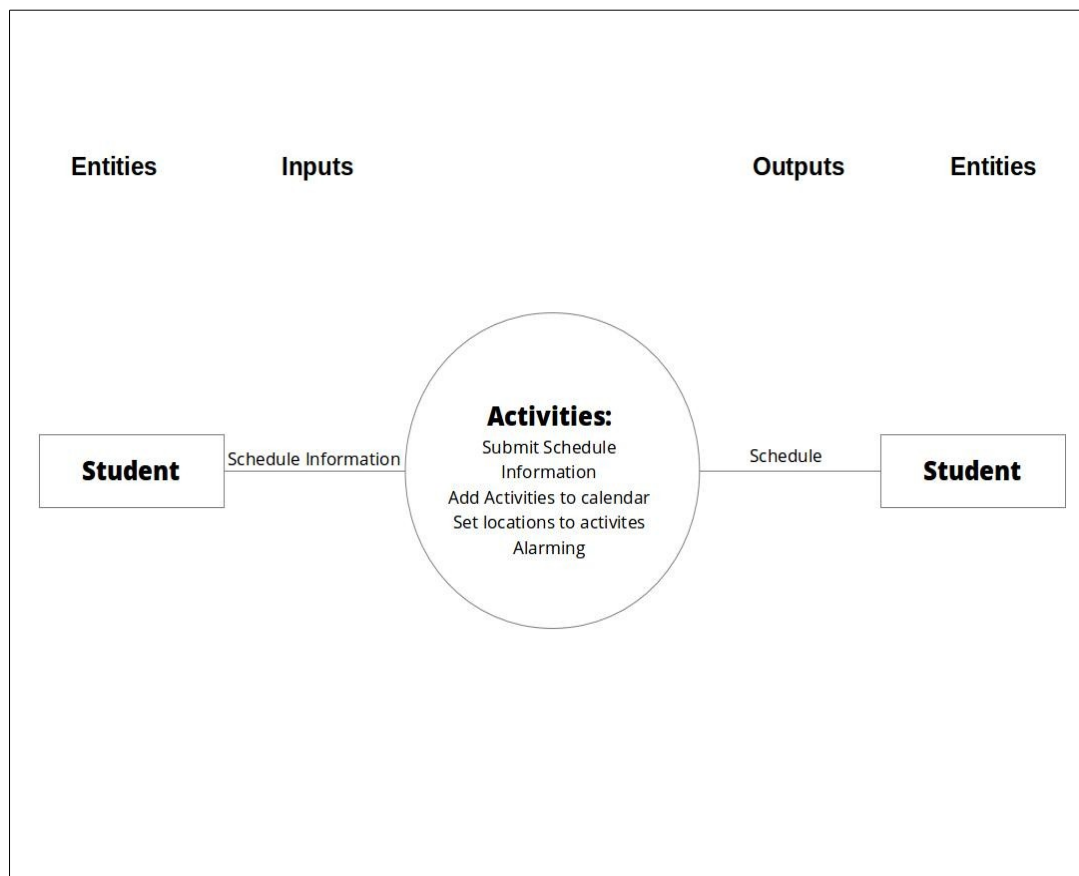 Entities
Inputs
Outputs
Entities
Student
Schedule Information
Activities:
Submit Schedule
Information
Add Activities to calendar
Set locations to activites
Alarming
Schedule
Student